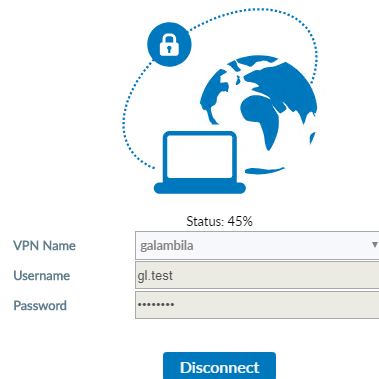 Status: 45%
VPN Name galambila
Username gl.test
Password ••••••••
Disconnect